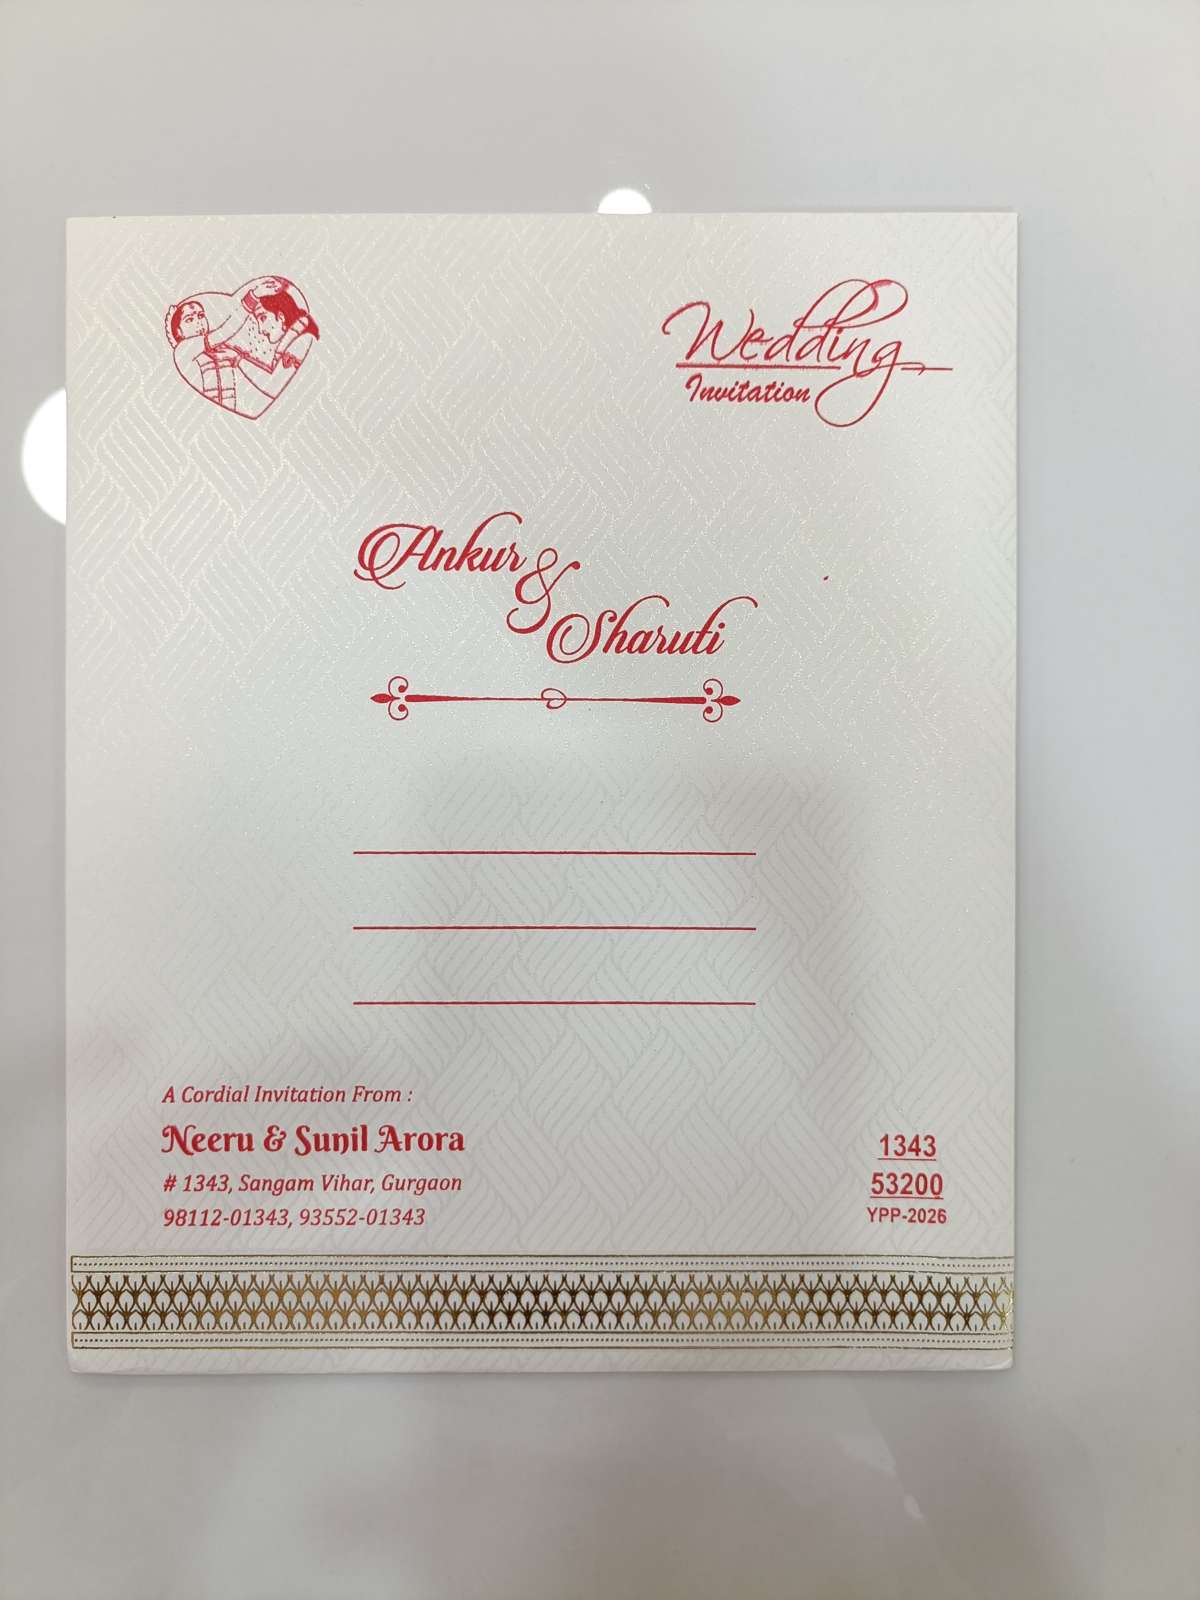 Wedding
Invitation
Ankur
&
Sharuti
A Cordial Invitation From :
Neeru & Sunil Arora
# 1343, Sangam Vihar, Gurgaon
98112-01343, 93552-01343
1343
53200
YPP-2026